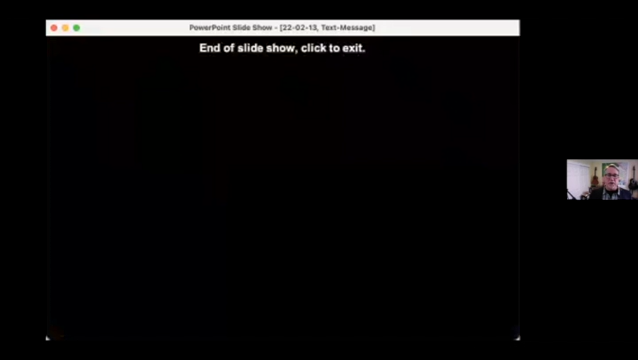 PowerPoint Slide Show - [22-02-13, Text-Message]
End of slide show, click to exit.